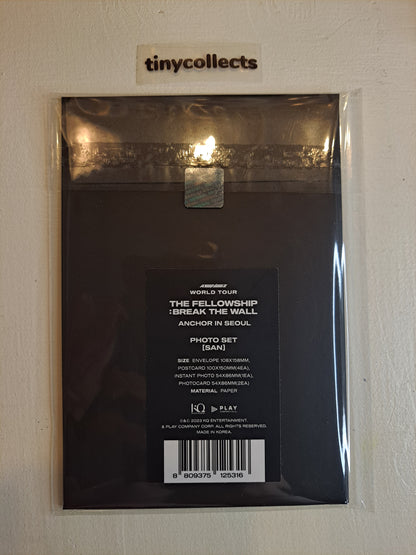 tinycollects
ATEEZ
WORLD TOUR
THE FELLOWSHIP
:BREAK THE WALL
ANCHOR IN SEOUL
PHOTO SET
[SAN]
SIZE ENVELOPE 108X158MM,
POSTCARD 100X150MM(4EA),
INSTANT PHOTO 54X86MM(1EA),
PHOTOCARD 54X86MM(2EA)
MATERIAL PAPER
KQ
PLAY
℗&© 2023 KQ ENTERTAINMENT.
& PLAY COMPANY CORP. ALL RIGHTS RESERVED.
MADE IN KOREA.
8 809375 125316